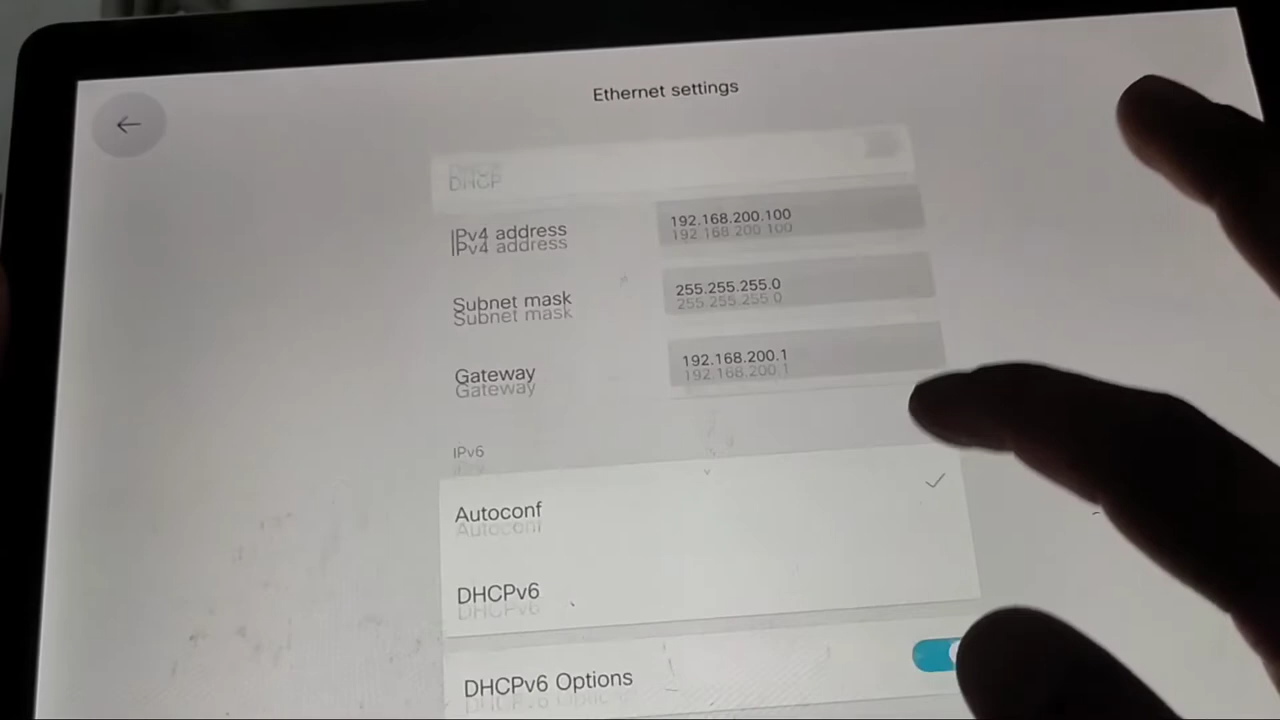 Ethernet settings
DHCP
IPv4 address 192.168.200.100
Subnet mask 255.255.255.0
Gateway 192.168.200.1
IPv6
Autoconf
DHCPv6
DHCPv6 Options